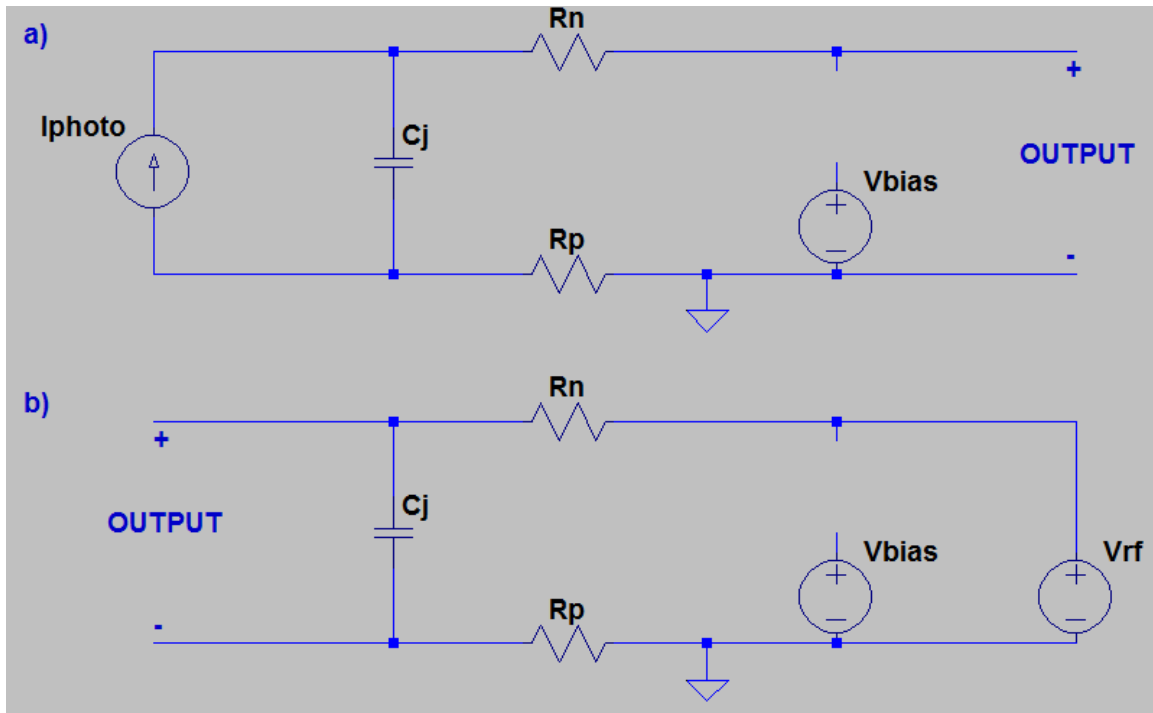 a)
Rn
+
Iphoto
Cj
OUTPUT
Vbias
+
Rp
-
-
b)
Rn
+
Cj
OUTPUT
Vbias
Vrf
+
+
Rp
-
-
-